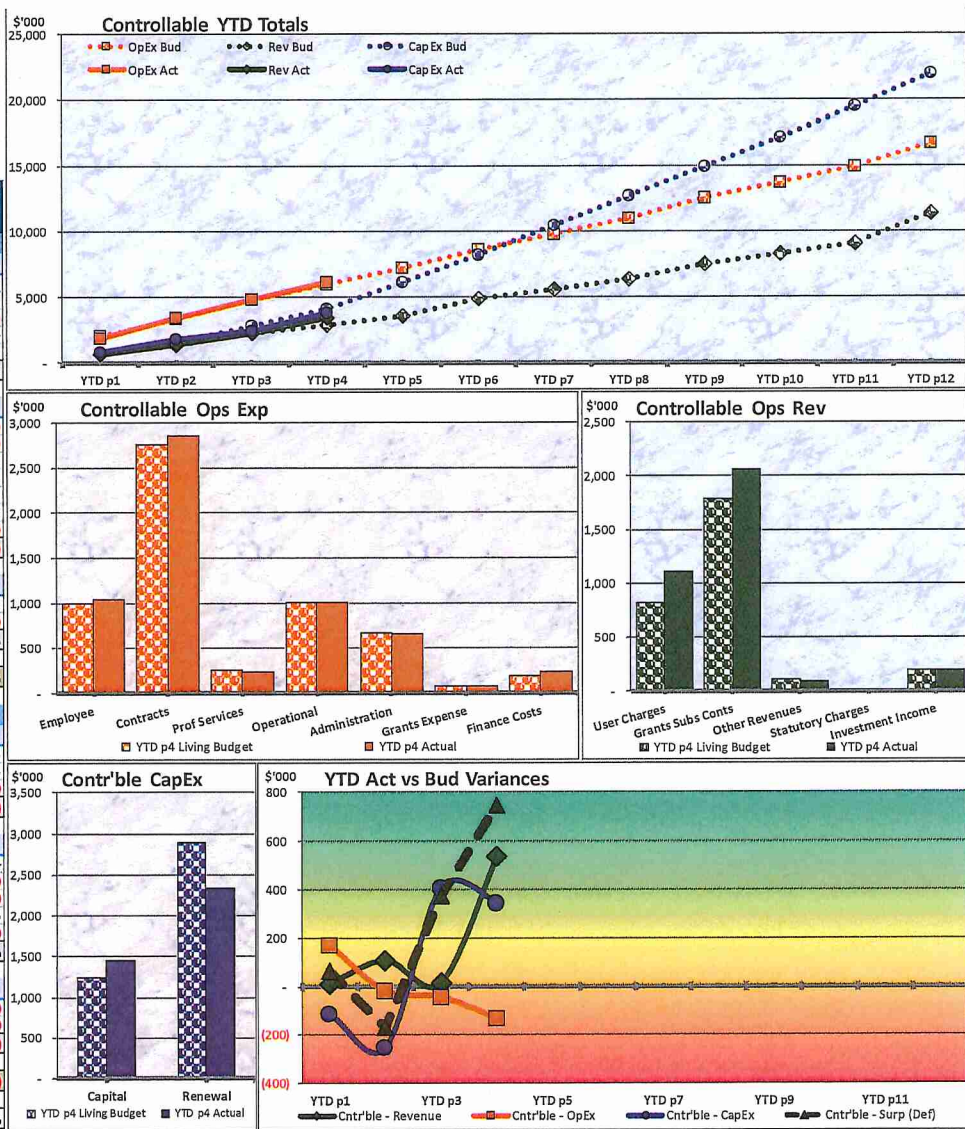 $'000 Controllable YTD Totals
25,000
OpEx Bud Rev Bud CapEx Bud
OpEx Act Rev Act CapEx Act
20,000
15,000
10,000
5,000
-
YTD p1 YTD p2 YTD p3 YTD p4 YTD p5 YTD p6 YTD p7 YTD p8 YTD p9 YTD p10 YTD p11 YTD p12
$'000 Controllable Ops Exp
3,000
2,500
2,000
1,500
1,000
500
-
Employee Contracts Prof Services Operational Administration Grants Expense Finance Costs
YTD p4 Living Budget YTD p4 Actual
$'000 Controllable Ops Rev
2,500
2,000
1,500
1,000
500
-
User Charges Grants Subs Conts Other Revenues Statutory Charges Investment Income
YTD p4 Living Budget YTD p4 Actual
$'000 Contr'ble CapEx
3,500
3,000
2,500
2,000
1,500
1,000
500
-
Capital Renewal
YTD p4 Living Budget YTD p4 Actual
$'000 YTD Act vs Bud Variances
800
600
400
200
-
(200)
(400)
YTD p1 YTD p3 YTD p5 YTD p7 YTD p9 YTD p11
Cntr'ble - Revenue Cntr'ble - OpEx Cntr'ble - CapEx Cntr'ble - Surp (Def)